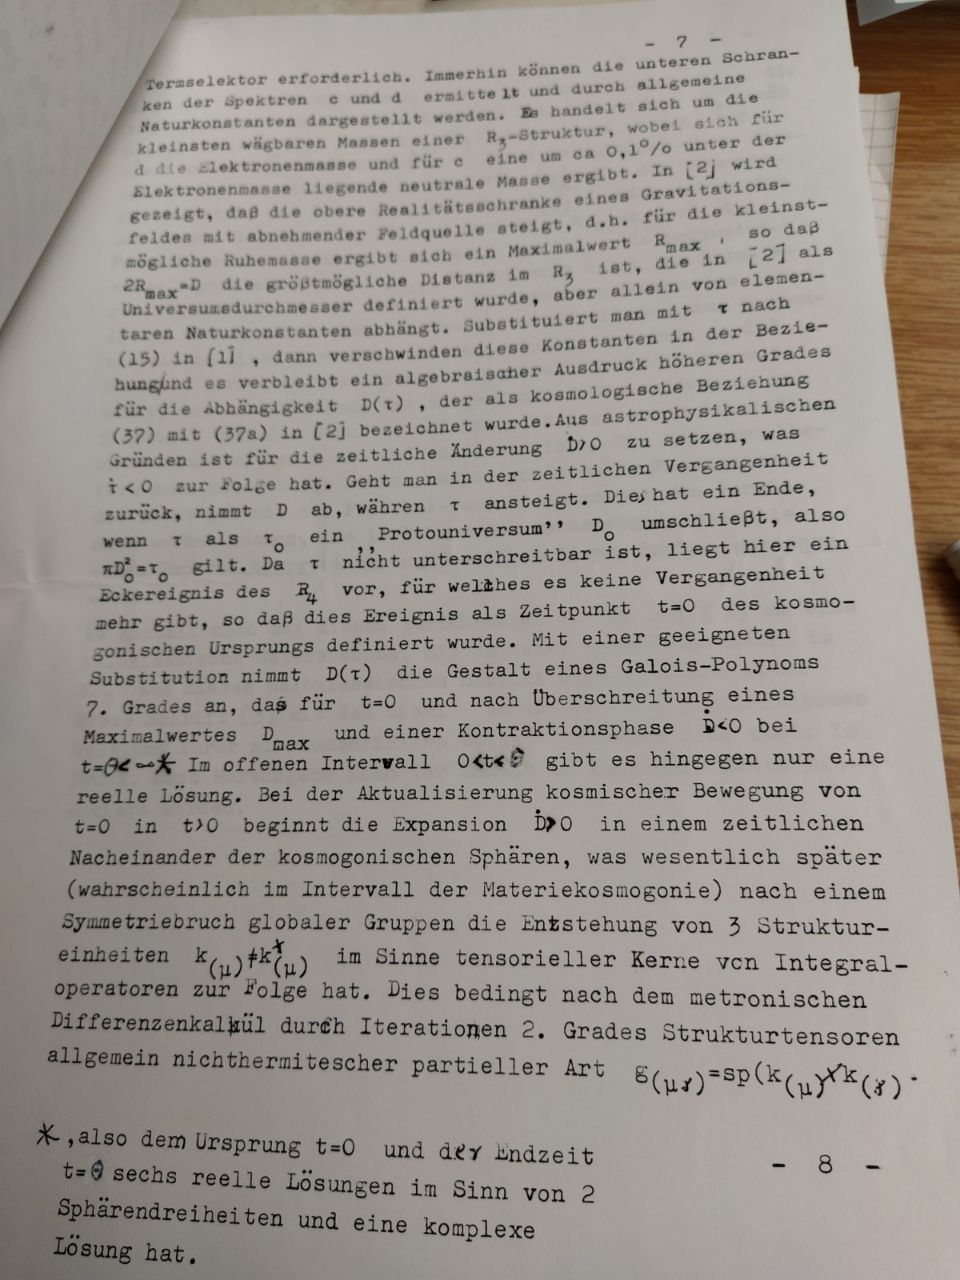 - 7 -
Termselektor erforderlich. Immerhin können die unteren Schran-
ken der Spektren c und d ermittelt und durch allgemeine
Naturkonstanten dargestellt werden. Es handelt sich um die
kleinsten wägbaren Massen einer R₃-Struktur, wobei sich für
d die Elektronenmasse und für c eine um ca 0,1% unter der
Elektronenmasse liegende neutrale Masse ergibt. In [2] wird
gezeigt, daß die obere Realitätsschranke eines Gravitations-
feldes mit abnehmender Feldquelle steigt, d.h. für die kleinst-
mögliche Ruhemasse ergibt sich ein Maximalwert Rmax , so daß
2Rmax=D die größtmögliche Distanz im R₃ ist, die in [2] als
Universumsdurchmesser definiert wurde, aber allein von elemen-
taren Naturkonstanten abhängt. Substituiert man mit τ nach
(15) in [1] , dann verschwinden diese Konstanten in der Bezie-
hung und es verbleibt ein algebraischer Ausdruck höheren Grades
für die Abhängigkeit D(τ) , der als kosmologische Beziehung
(37) mit (37a) in [2] bezeichnet wurde.Aus astrophysikalischen
Gründen ist für die zeitliche Änderung Ḋ>0 zu setzen, was
τ̇<0 zur Folge hat. Geht man in der zeitlichen Vergangenheit
zurück, nimmt D ab, währen τ ansteigt. Dies hat ein Ende,
wenn τ als τ₀ ein ,,Protouniversum'' D₀ umschließt, also
πD₀²=τ₀ gilt. Da τ nicht unterschreitbar ist, liegt hier ein
Eckereignis des R₄ vor, für welches es keine Vergangenheit
mehr gibt, so daß dies Ereignis als Zeitpunkt t=0 des kosmo-
gonischen Ursprungs definiert wurde. Mit einer geeigneten
Substitution nimmt D(τ) die Gestalt eines Galois-Polynoms
7. Grades an, das für t=0 und nach Überschreitung eines
Maximalwertes Dmax und einer Kontraktionsphase Ḋ<0 bei
t=Θ<∞* Im offenen Intervall 0<t<Θ gibt es hingegen nur eine
reelle Lösung. Bei der Aktualisierung kosmischer Bewegung von
t=0 in t>0 beginnt die Expansion Ḋ>0 in einem zeitlichen
Nacheinander der kosmogonischen Sphären, was wesentlich später
(wahrscheinlich im Intervall der Materiekosmogonie) nach einem
Symmetriebruch globaler Gruppen die Entstehung von 3 Struktur-
einheiten k(μ)≠k(μ)ˣ im Sinne tensorieller Kerne von Integral-
operatoren zur Folge hat. Dies bedingt nach dem metronischen
Differenzenkalkül durch Iterationen 2. Grades Strukturtensoren
allgemein nichthermitescher partieller Art g(μγ)=sp(k(μ)×k(γ).
*,also dem Ursprung t=0 und der Endzeit
t=Θ sechs reelle Lösungen im Sinn von 2
Sphärendreiheiten und eine komplexe
Lösung hat.
- 8 -